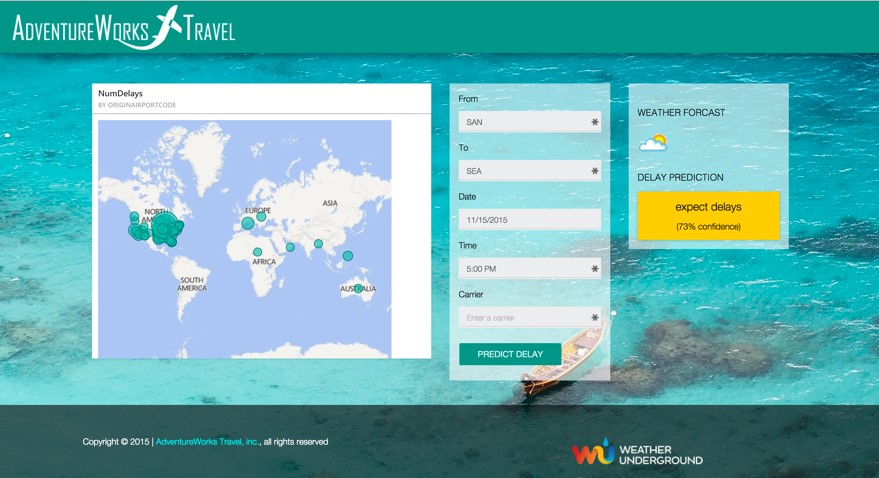 ADVENTUREWORKS TRAVEL
NumDelays
BY ORIGINAIRPORTCODE
NORTH
AM
EUROPE
ASIA
AFRICA
SOUTH
AMERICA
AUSTRALIA
From
SAN
To
SEA
Date
11/15/2015
Time
5:00 PM
Carrier
Enter a carrier
PREDICT DELAY
WEATHER FORCAST
DELAY PREDICTION
expect delays
(73% confidence)
Copyright © 2015 | AdventureWorks Travel, inc., all rights reserved
WEATHER
UNDERGROUND